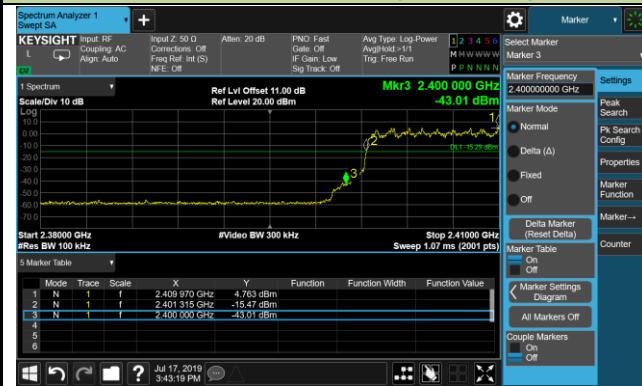 Spectrum Analyzer 1
Swept SA
Marker
KEYSIGHT
L
Input: RF
Coupling: AC
Align: Auto
Input Z: 50 Ω
Corrections: Off
Freq Ref: Int (S)
NFE: Off
Atten: 20 dB
PNO: Fast
Gate: Off
IF Gain: Low
Sig Track: Off
Avg Type: Log-Power
Avg|Hold:>1/1
Trig: Free Run
1 2 3 4 5 6
M W W W W W
P P N N N N
Select Marker
Marker 3
1 Spectrum
Scale/Div 10 dB
Log
Ref Lvl Offset 11.00 dB
Ref Level 20.00 dBm
Mkr3 2.400 000 GHz
-43.01 dBm
10.0
0.00
-10.0
-20.0
-30.0
-40.0
-50.0
-60.0
-70.0
1
2
3
DL1 -15.29 dBm
Start 2.38000 GHz
#Res BW 100 kHz
#Video BW 300 kHz
Stop 2.41000 GHz
Sweep 1.07 ms (2001 pts)
5 Marker Table
Mode Trace Scale X Y Function Function Width Function Value
1 N 1 f 2.409 970 GHz 4.763 dBm
2 N 1 f 2.401 315 GHz -15.47 dBm
3 N 1 f 2.400 000 GHz -43.01 dBm
4
5
6
Marker Frequency
2.400000000 GHz
Marker Mode
Normal
Delta (Δ)
Fixed
Off
Delta Marker
(Reset Delta)
Marker Table
On
Off
Marker Settings
Diagram
All Markers Off
Couple Markers
On
Off
Settings
Peak
Search
Pk Search
Config
Properties
Marker
Function
Marker→
Counter
?
Jul 17, 2019
3:43:19 PM